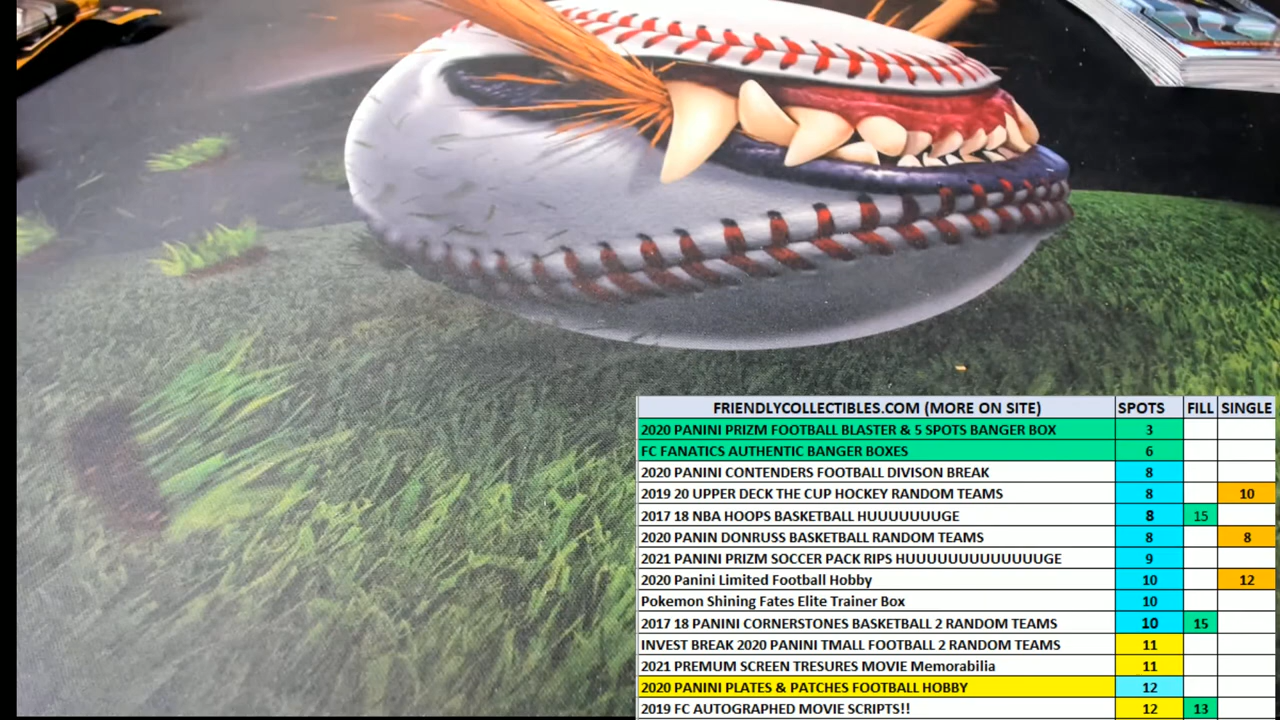 FRIENDLYCOLLECTIBLES.COM (MORE ON SITE) SPOTS FILL SINGLE
2020 PANINI PRIZM FOOTBALL BLASTER & 5 SPOTS BANGER BOX 3
FC FANATICS AUTHENTIC BANGER BOXES 6
2020 PANINI CONTENDERS FOOTBALL DIVISON BREAK 8
2019 20 UPPER DECK THE CUP HOCKEY RANDOM TEAMS 8 10
2017 18 NBA HOOPS BASKETBALL HUUUUUUUGE 8 15
2020 PANIN DONRUSS BASKETBALL RANDOM TEAMS 8 8
2021 PANINI PRIZM SOCCER PACK RIPS HUUUUUUUUUUUUUGE 9
2020 Panini Limited Football Hobby 10 12
Pokemon Shining Fates Elite Trainer Box 10
2017 18 PANINI CORNERSTONES BASKETBALL 2 RANDOM TEAMS 10 15
INVEST BREAK 2020 PANINI TMALL FOOTBALL 2 RANDOM TEAMS 11
2021 PREMUM SCREEN TRESURES MOVIE Memorabilia 11
2020 PANINI PLATES & PATCHES FOOTBALL HOBBY 12
2019 FC AUTOGRAPHED MOVIE SCRIPTS!! 12 13